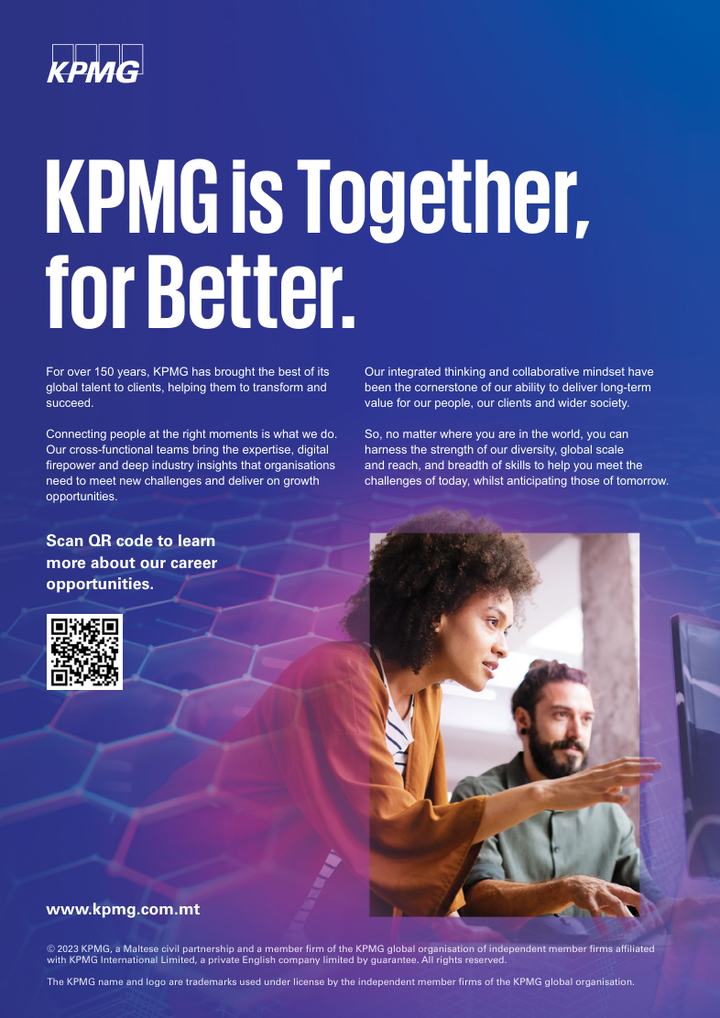 KPMG
KPMG is Together,
for Better.
For over 150 years, KPMG has brought the best of its
global talent to clients, helping them to transform and
succeed.
Connecting people at the right moments is what we do.
Our cross-functional teams bring the expertise, digital
firepower and deep industry insights that organisations
need to meet new challenges and deliver on growth
opportunities.
Our integrated thinking and collaborative mindset have
been the cornerstone of our ability to deliver long-term
value for our people, our clients and wider society.
So, no matter where you are in the world, you can
harness the strength of our diversity, global scale
and reach, and breadth of skills to help you meet the
challenges of today, whilst anticipating those of tomorrow.
Scan QR code to learn
more about our career
opportunities.
www.kpmg.com.mt
© 2023 KPMG, a Maltese civil partnership and a member firm of the KPMG global organisation of independent member firms affiliated
with KPMG International Limited, a private English company limited by guarantee. All rights reserved.
The KPMG name and logo are trademarks used under license by the independent member firms of the KPMG global organisation.